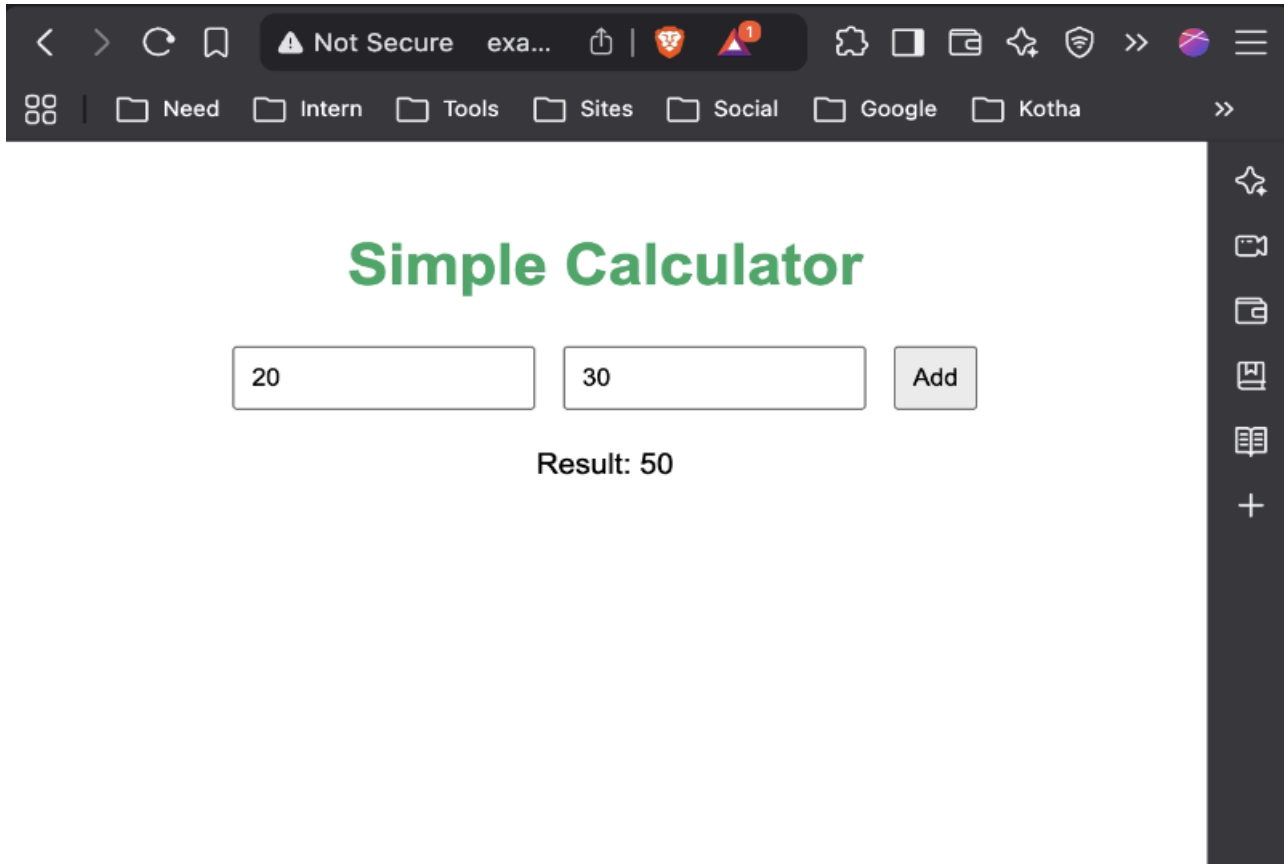 Not Secure exa... 1
Need Intern Tools Sites Social Google Kotha
Simple Calculator
20 30 Add
Result: 50